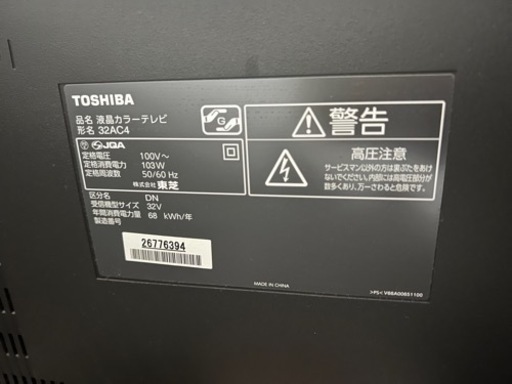 TOSHIBA
品名 液晶カラーテレビ
形名 32AC4
JQA
定格電圧 100V～
定格消費電力 103W
定格周波数 50/60 Hz
株式会社 東芝
区分名 DN
受信機型サイズ 32V
年間消費電力量 68 kWh/年
製造番号
26776394
G
警告
高圧注意
サービスマン以外の方は裏ぶたをあけ
ないでください。内部には高電圧部分が
数多くあり、万一さわると危険です。
MADE IN CHINA
>PS< V68A00851100